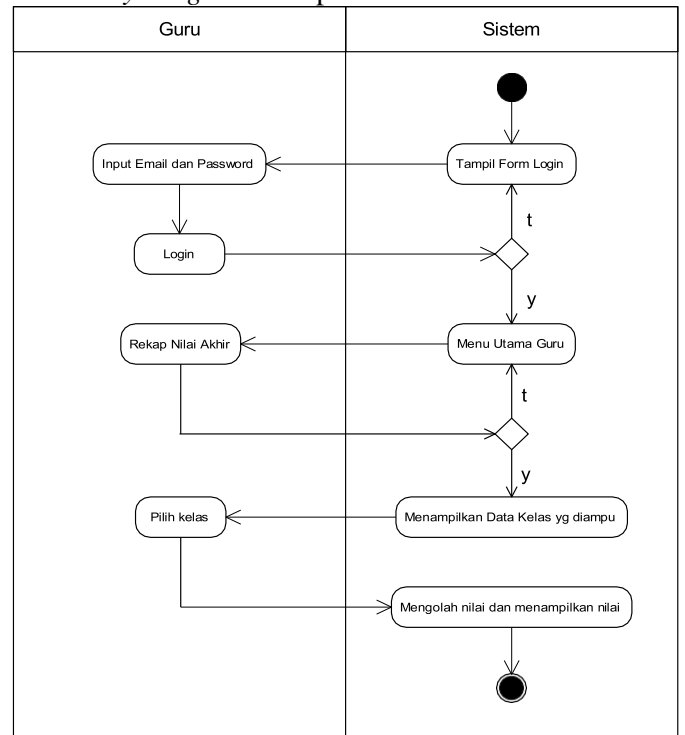 Guru
Sistem
Input Email dan Password
Tampil Form Login
t
Login
y
Rekap Nilai Akhir
Menu Utama Guru
t
y
Pilih kelas
Menampilkan Data Kelas yg diampu
Mengolah nilai dan menampilkan nilai